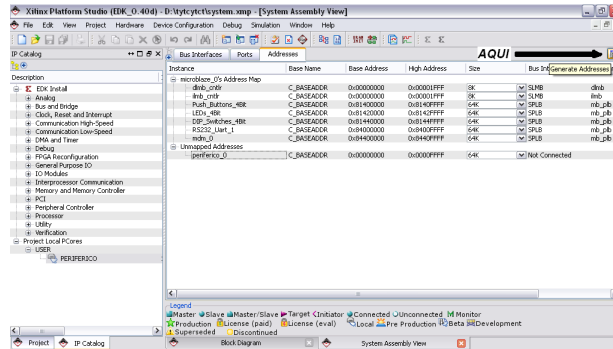 Xilinx Platform Studio (EDK_O.40d) - D:\tytcytct\system.xmp - [System Assembly View]
File Edit View Project Hardware Device Configuration Debug Simulation Window Help
IP Catalog
Bus Interfaces Ports Addresses
AQUI
Generate Addresses
Description
Instance Base Name Base Address High Address Size Bus Int
EDK Install
Analog
Bus and Bridge
Clock, Reset and Interrupt
Communication High-Speed
Communication Low-Speed
DMA and Timer
Debug
FPGA Reconfiguration
General Purpose IO
IO Modules
Interprocessor Communication
Memory and Memory Controller
PCI
Peripheral Controller
Processor
Utility
Verification
Project Local PCores
USER
PERIFERICO
microblaze_0's Address Map
dlmb_cntlr C_BASEADDR 0x00000000 0x00001FFF 8K SLMB dlmb
ilmb_cntlr C_BASEADDR 0x00000000 0x00001FFF 8K SLMB ilmb
Push_Buttons_4Bit C_BASEADDR 0x81400000 0x8140FFFF 64K SPLB mb_plb
LEDs_4Bit C_BASEADDR 0x81420000 0x8142FFFF 64K SPLB mb_plb
DIP_Switches_4Bit C_BASEADDR 0x81440000 0x8144FFFF 64K SPLB mb_plb
RS232_Uart_1 C_BASEADDR 0x84000000 0x8400FFFF 64K SPLB mb_plb
mdm_0 C_BASEADDR 0x84400000 0x8440FFFF 64K SPLB mb_plb
Unmapped Addresses
periferico_0 C_BASEADDR 0x00000000 0x0000FFFF 64K Not Connected
Legend
Master Slave Master/Slave Target Initiator Connected Unconnected M Monitor
Production License (paid) License (eval) Local Pre Production Beta Development
Superseded Discontinued
Project IP Catalog
Block Diagram System Assembly View